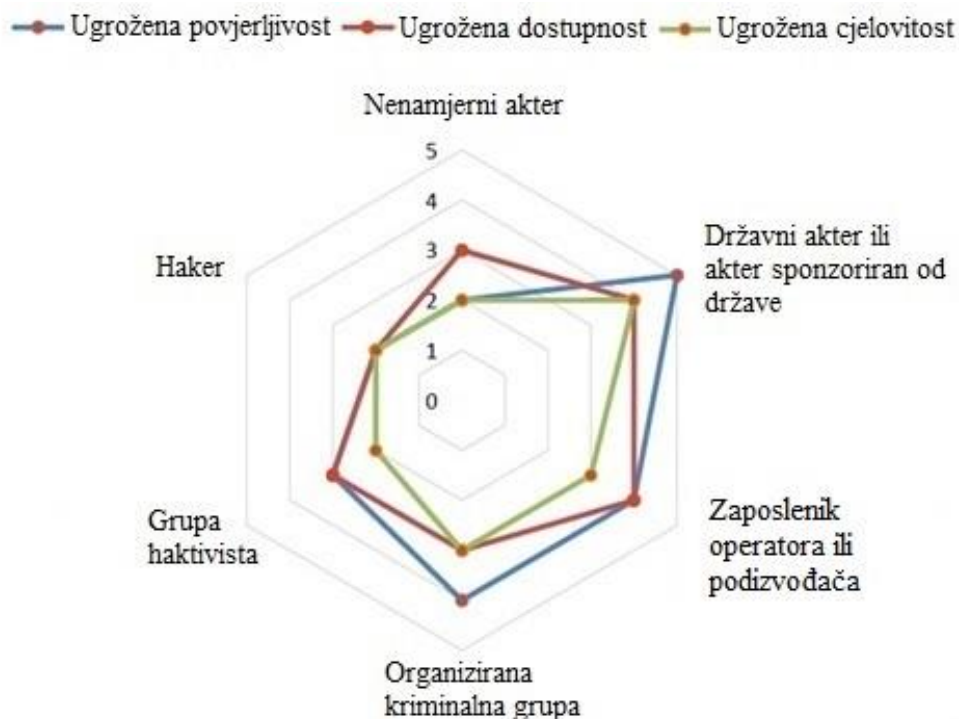 Ugrožena povjerljivost Ugrožena dostupnost Ugrožena cjelovitost
Nenamjerni akter
5
4
3
2
1
0
Državni akter ili
akter sponzoriran od
države
Zaposlenik
operatora ili
podizvođača
Organizirana
kriminalna grupa
Grupa
haktivista
Haker